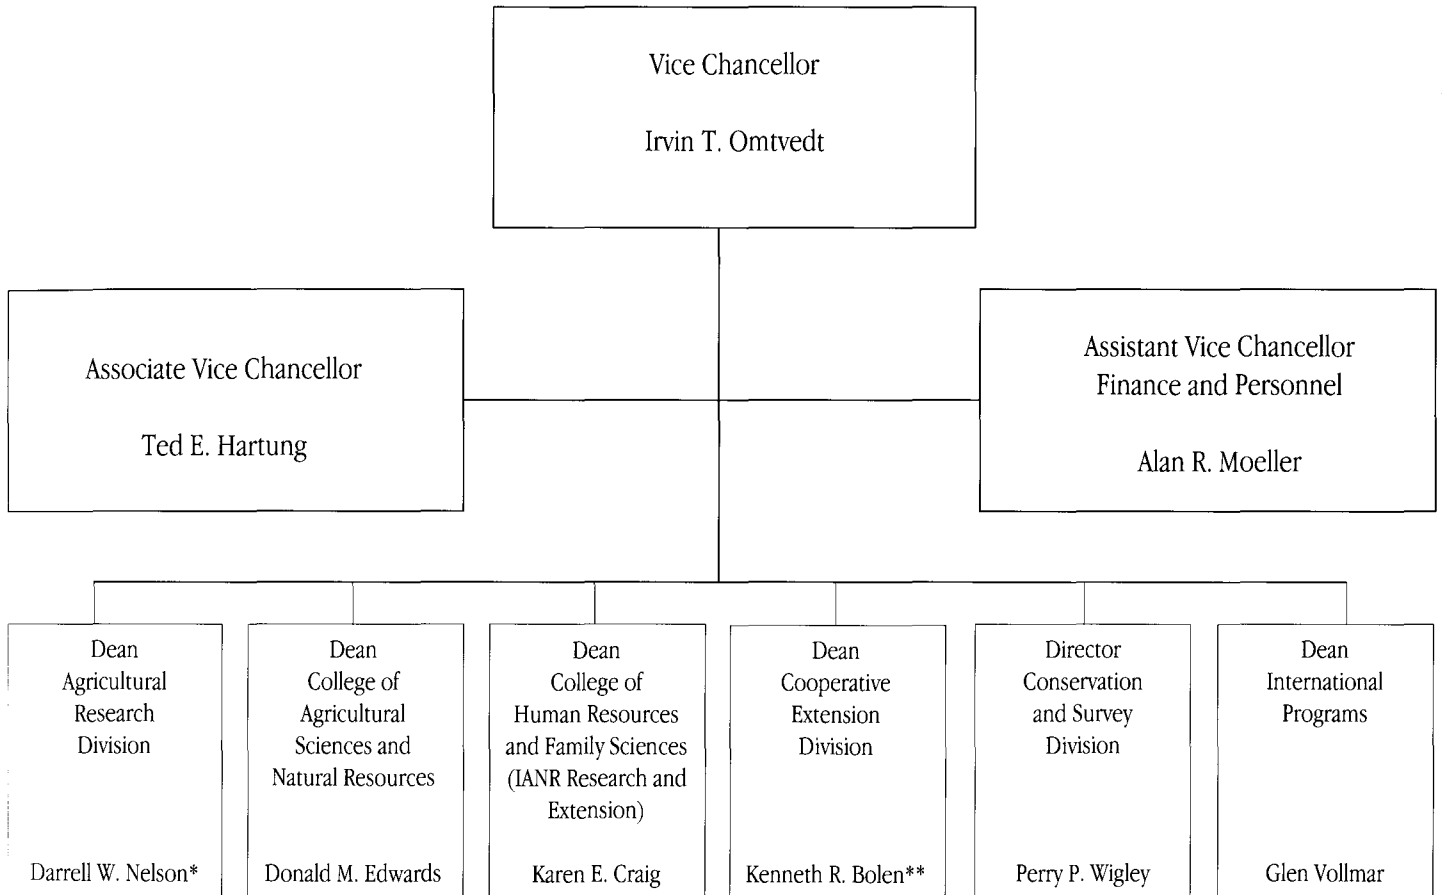 Vice Chancellor
Irvin T. Omtvedt
Associate Vice Chancellor
Ted E. Hartung
Assistant Vice Chancellor
Finance and Personnel
Alan R. Moeller
Dean
Agricultural
Research
Division
Darrell W. Nelson*
Dean
College of
Agricultural
Sciences and
Natural Resources
Donald M. Edwards
Dean
College of
Human Resources
and Family Sciences
(IANR Research and
Extension)
Karen E. Craig
Dean
Cooperative
Extension
Division
Kenneth R. Bolen**
Director
Conservation
and Survey
Division
Perry P. Wigley
Dean
International
Programs
Glen Vollmar